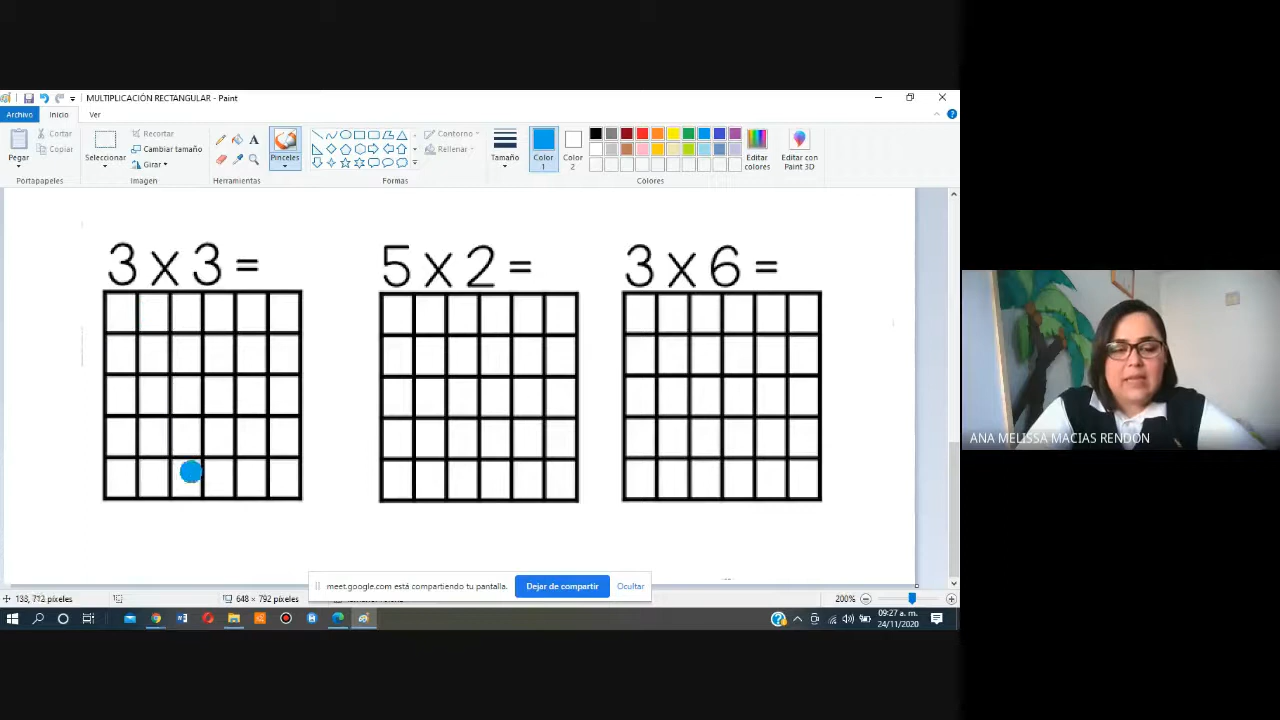 MULTIPLICACIÓN RECTANGULAR - Paint
Archivo Inicio Ver
Pegar Cortar Copiar
Portapapeles
Seleccionar Recortar Cambiar tamaño Girar
Imagen
Herramientas
Pinceles
Contorno Rellenar
Formas
Tamaño
Color 1 Color 2
Editar colores
Editar con Paint 3D
Colores
3 x 3 = 5 x 2 = 3 x 6 =
ANA MELISSA MACIAS RENDON
meet.google.com está compartiendo tu pantalla. Dejar de compartir Ocultar
648 × 792 píxeles 200%
09:27 a. m.
24/11/2020